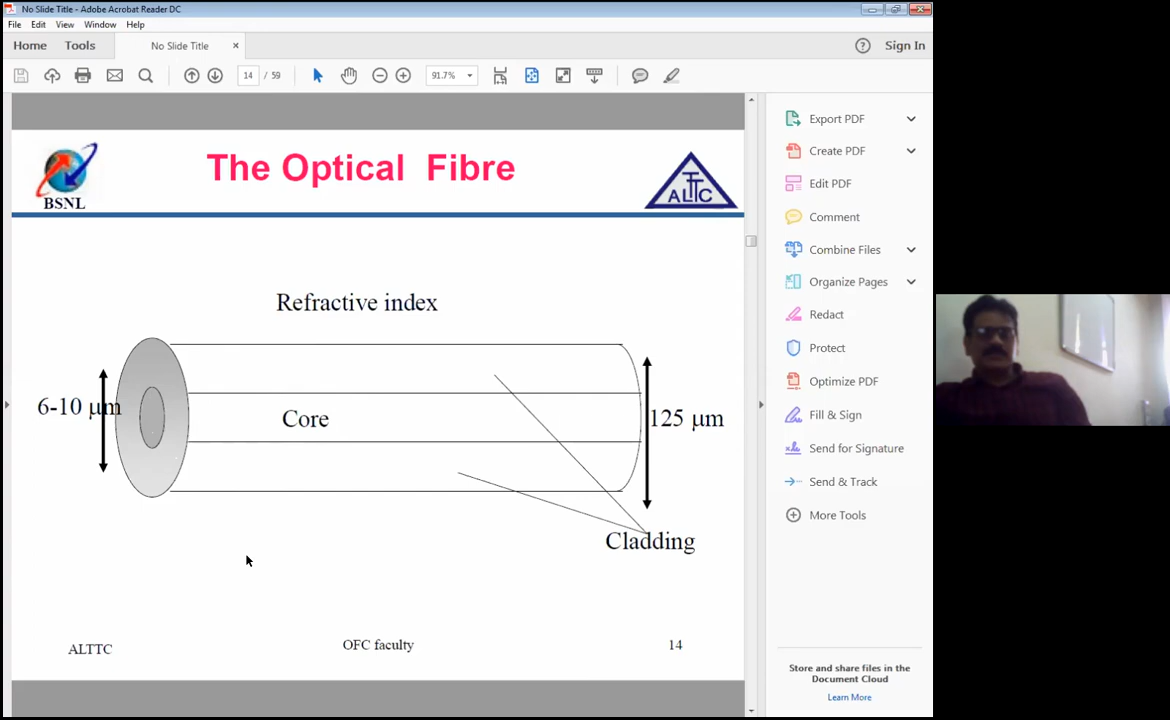 No Slide Title - Adobe Acrobat Reader DC
File Edit View Window Help
Home Tools No Slide Title × Sign In
14 / 59 91.7%
The Optical Fibre
BSNL
ALTTC
Refractive index
6-10 μm
Core
125 μm
Cladding
ALTTC OFC faculty 14
Export PDF
Create PDF
Edit PDF
Comment
Combine Files
Organize Pages
Redact
Protect
Optimize PDF
Fill & Sign
Send for Signature
Send & Track
More Tools
Store and share files in the
Document Cloud
Learn More